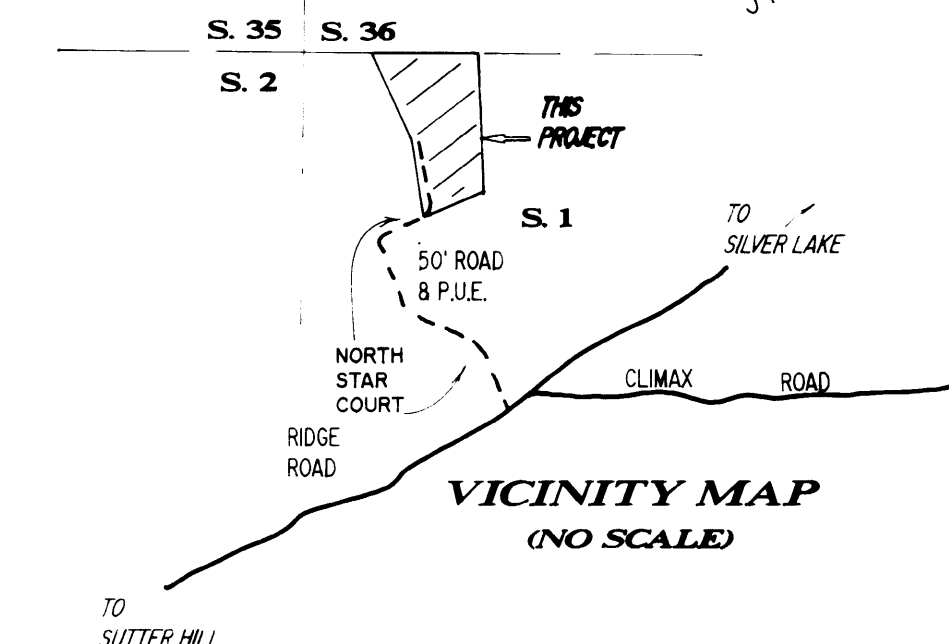 S. 35 S. 36
S. 2
THIS
PROJECT
S. 1
TO
SILVER LAKE
50' ROAD
& P.U.E.
NORTH
STAR
COURT
CLIMAX ROAD
RIDGE
ROAD
VICINITY MAP
(NO SCALE)
TO
SUTTER HILL